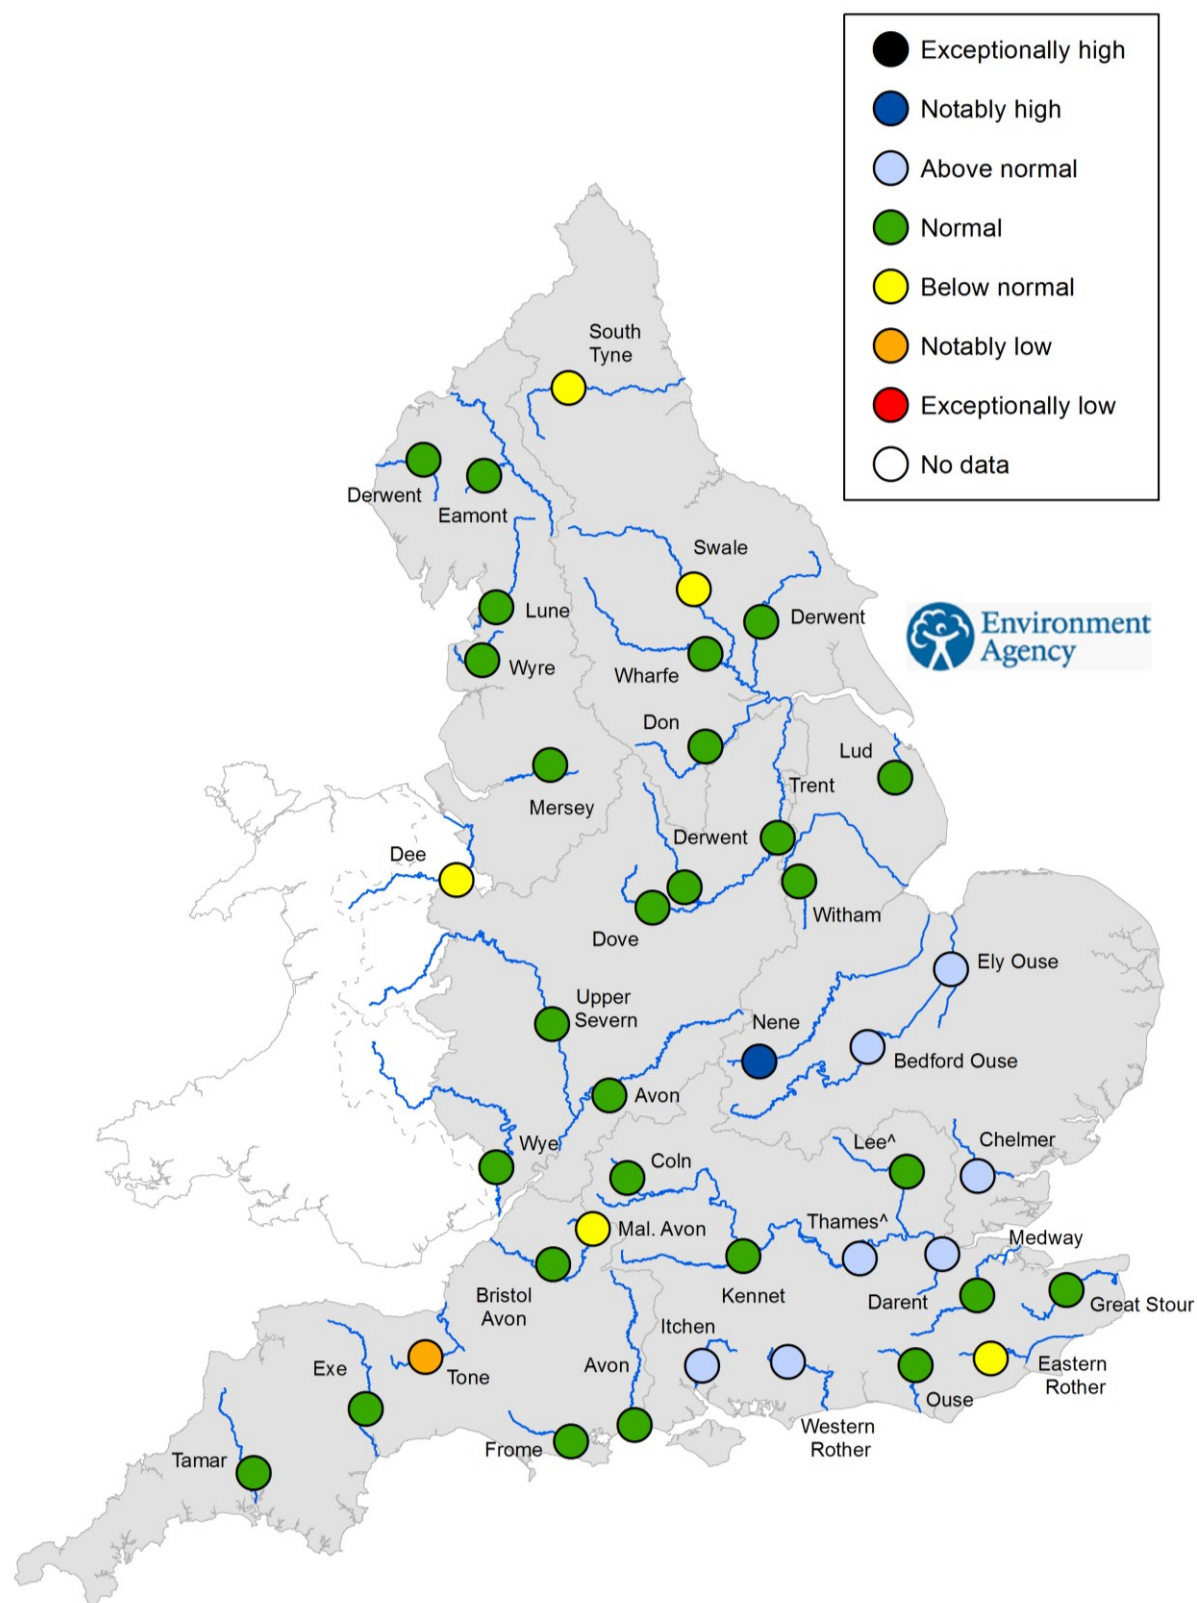 Exceptionally high
Notably high
Above normal
Normal
Below normal
Notably low
Exceptionally low
No data
South
Tyne
Derwent
Eamont
Swale
Lune
Derwent
Environment
Agency
Wyre
Wharfe
Don
Lud
Trent
Mersey
Derwent
Dee
Witham
Dove
Ely Ouse
Upper
Severn
Nene
Bedford Ouse
Avon
Wye
Lee^
Chelmer
Coln
Thames^
Mal. Avon
Medway
Bristol
Avon
Kennet
Darent
Great Stour
Itchen
Exe
Tone
Avon
Eastern
Rother
Ouse
Western
Rother
Frome
Tamar